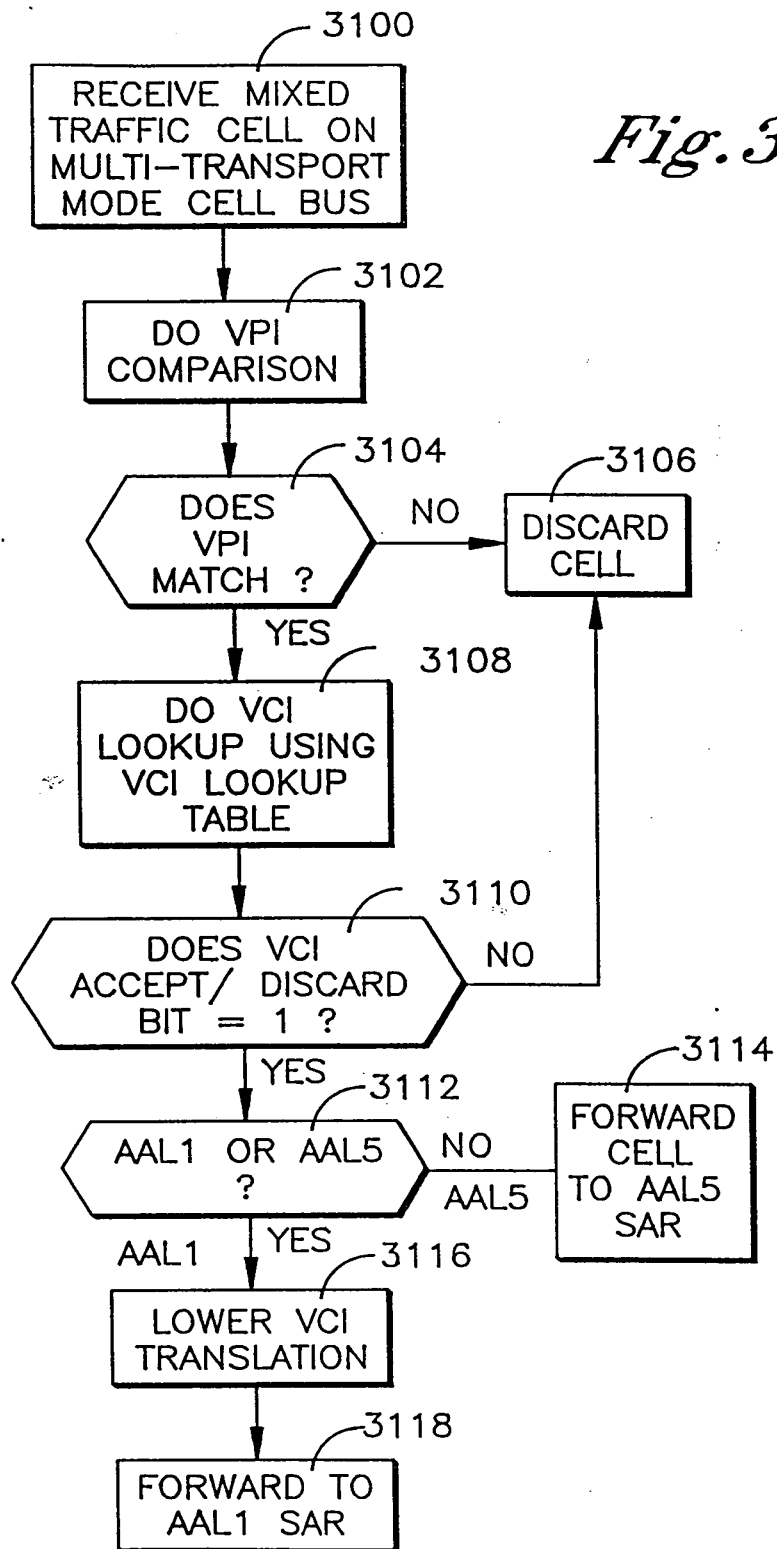 3100
RECEIVE MIXED
TRAFFIC CELL ON
MULTI-TRANSPORT
MODE CELL BUS
Fig. 3
3102
DO VPI
COMPARISON
3104
DOES
VPI
MATCH ?
NO
3106
DISCARD
CELL
YES
3108
DO VCI
LOOKUP USING
VCI LOOKUP
TABLE
3110
DOES VCI
ACCEPT/ DISCARD
BIT = 1 ?
NO
YES
3112
AAL1 OR AAL5
?
NO
AAL5
3114
FORWARD
CELL
TO AAL5
SAR
AAL1
YES
3116
LOWER VCI
TRANSLATION
3118
FORWARD TO
AAL1 SAR